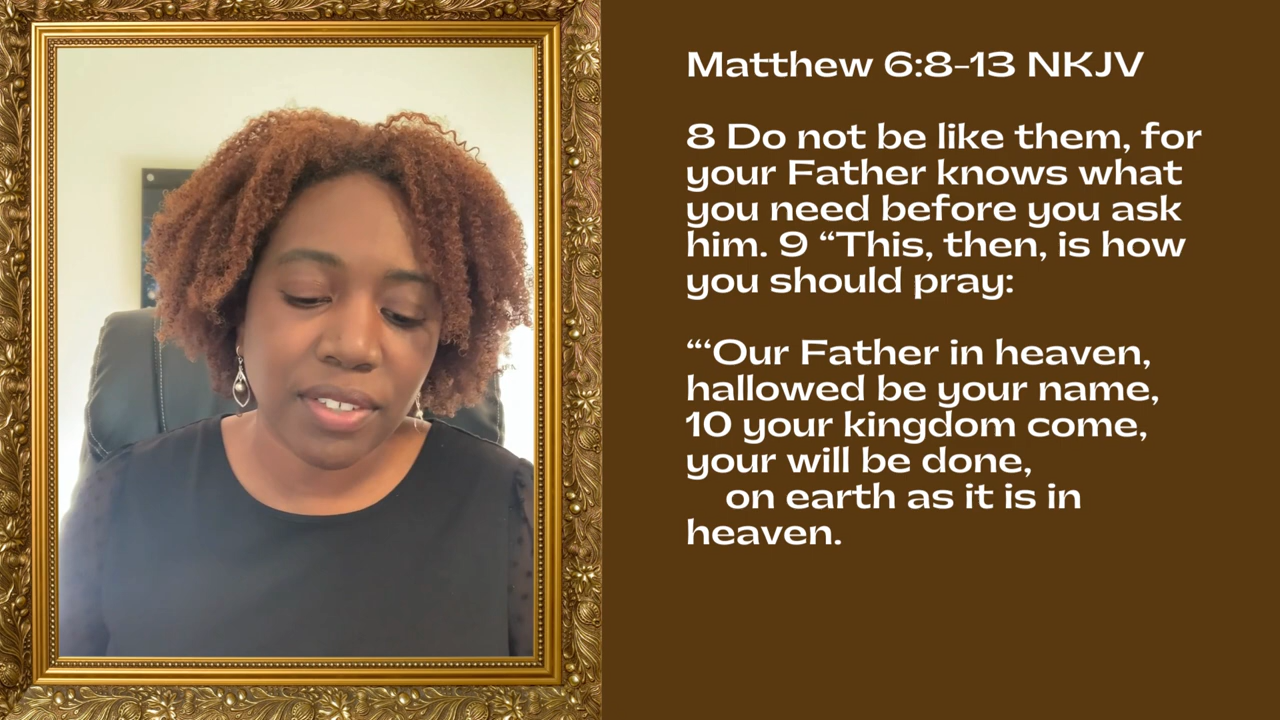 Matthew 6:8-13 NKJV
8 Do not be like them, for
your Father knows what
you need before you ask
him. 9 “This, then, is how
you should pray:
“‘Our Father in heaven,
hallowed be your name,
10 your kingdom come,
your will be done,
on earth as it is in
heaven.